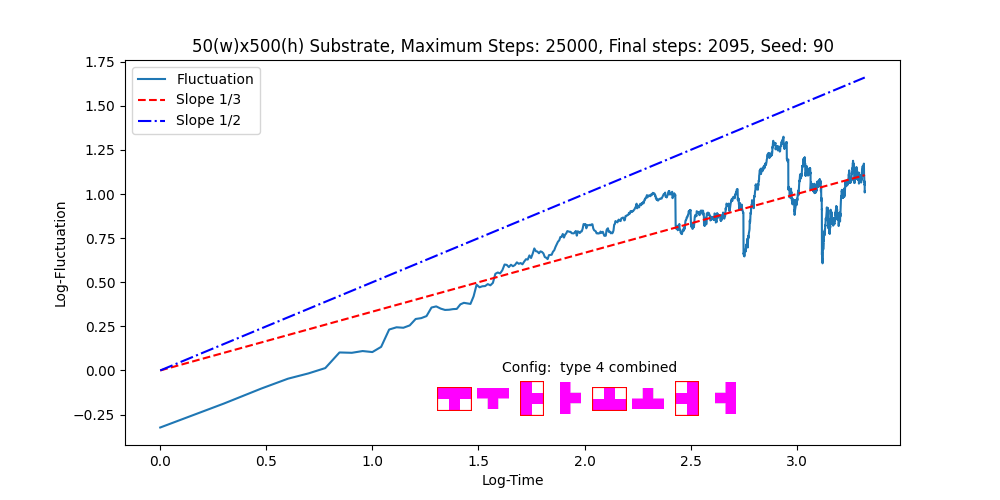 50(w)x500(h) Substrate, Maximum Steps: 25000, Final steps: 2095, Seed: 90
1.75
1.50
1.25
1.00
0.75
0.50
0.25
0.00
−0.25
Log-Fluctuation
Fluctuation
Slope 1/3
Slope 1/2
Config:  type 4 combined
0.0 0.5 1.0 1.5 2.0 2.5 3.0
Log-Time